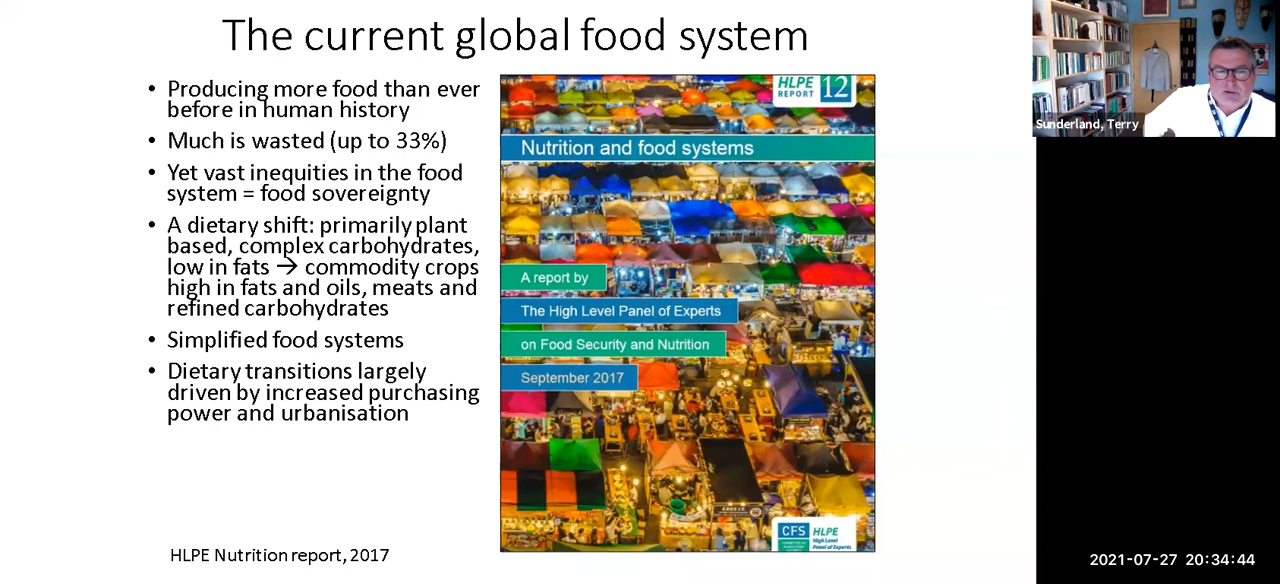 The current global food system
• Producing more food than ever
before in human history
• Much is wasted (up to 33%)
• Yet vast inequities in the food
system = food sovereignty
• A dietary shift: primarily plant
based, complex carbohydrates,
low in fats → commodity crops
high in fats and oils, meats and
refined carbohydrates
• Simplified food systems
• Dietary transitions largely
driven by increased purchasing
power and urbanisation
HLPE Nutrition report, 2017
HLPE
REPORT 12
Nutrition and food systems
A report by
The High Level Panel of Experts
on Food Security and Nutrition
September 2017
CFS HLPE
High Level
Panel of Experts
Sunderland, Terry
2021-07-27 20:34:44